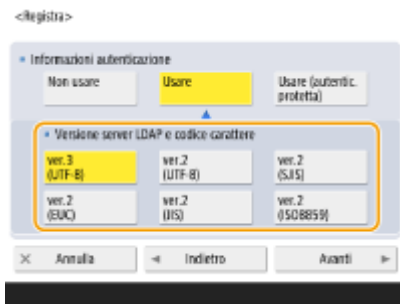 <Registra>
Informazioni autenticazione
Non usare
Usare
Usare (autentic.
protetta)
Versione server LDAP e codice carattere
ver.3
(UTF-8)
ver.2
(UTF-8)
ver.2
(SJIS)
ver.2
(EUC)
ver.2
(JIS)
ver.2
(ISO8859)
Annulla
Indietro
Avanti